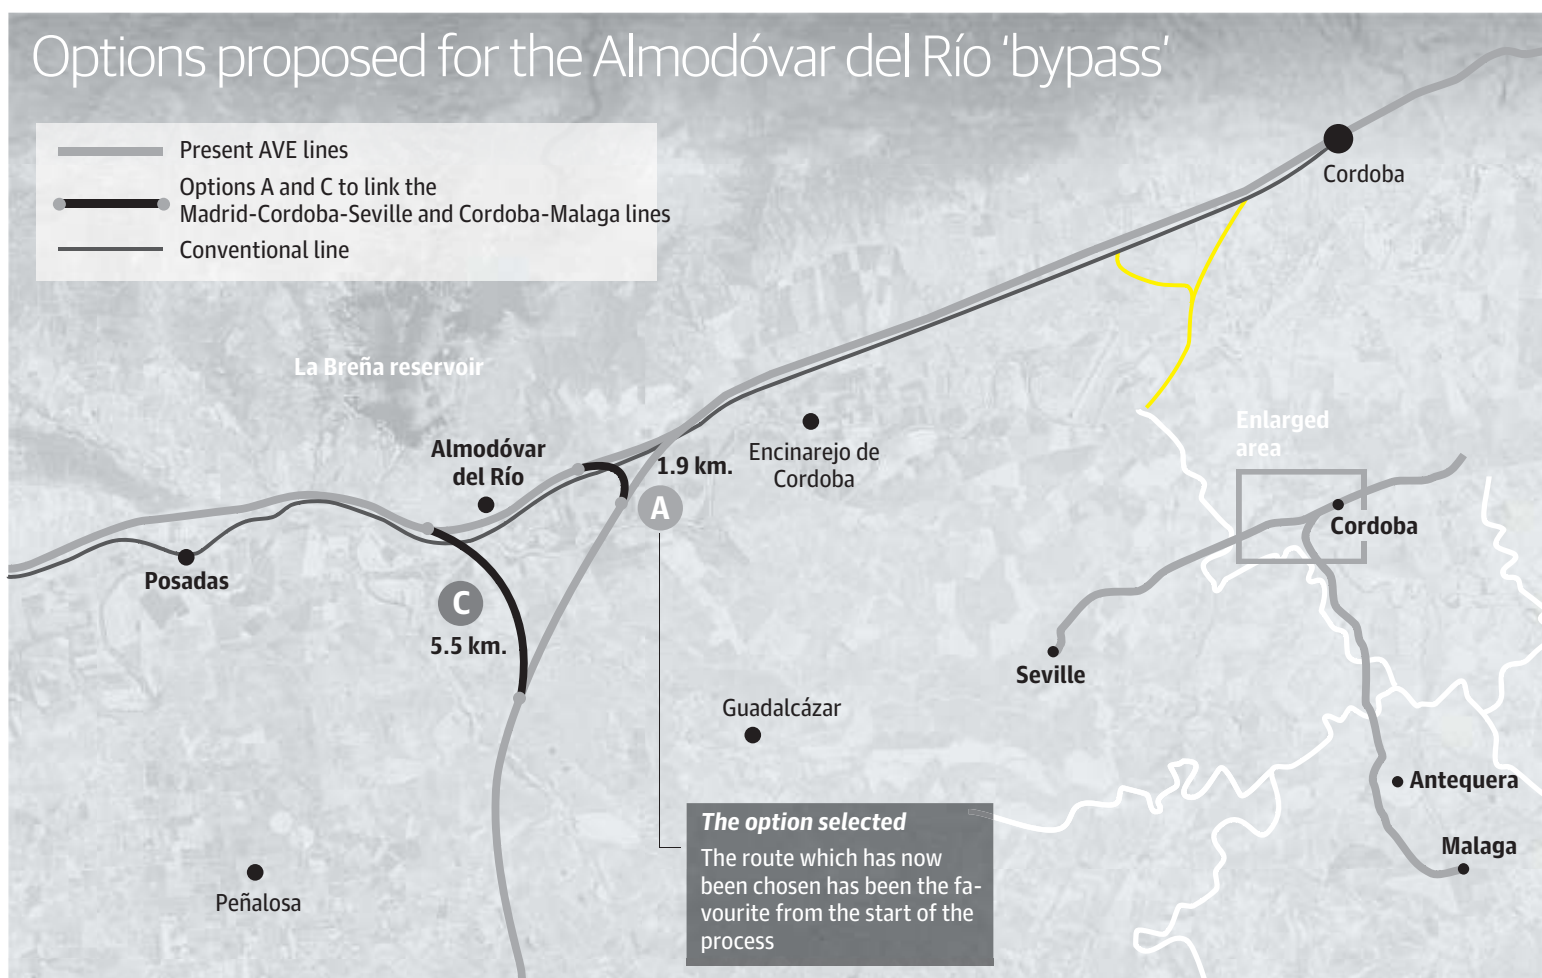 Options proposed for the Almodóvar del Río ‘bypass’
Present AVE lines
Options A and C to link the
Madrid-Cordoba-Seville and Cordoba-Malaga lines
Conventional line
Cordoba
La Breña reservoir
Almodóvar
del Río
1.9 km.
A
Encinarejo de
Cordoba
Posadas
C
5.5 km.
Guadalcázar
Peñalosa
The option selected
The route which has now
been chosen has been the fa-
vourite from the start of the
process
Enlarged
area
Cordoba
Seville
Antequera
Malaga